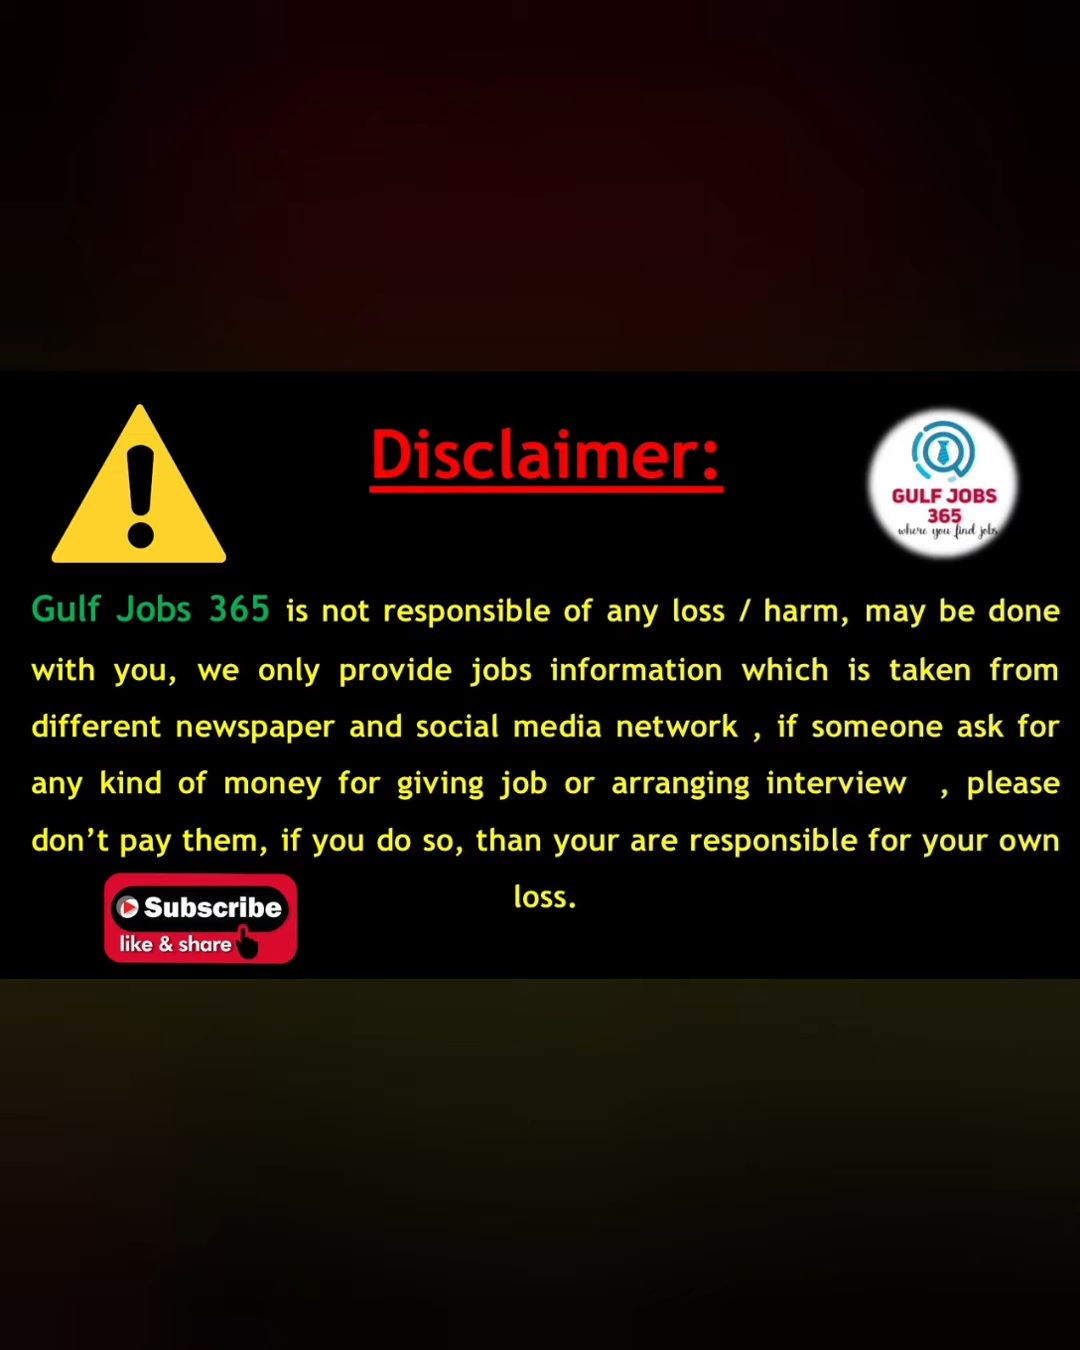 Disclaimer:
GULF JOBS
365
where you find jobs
Gulf Jobs 365 is not responsible of any loss / harm, may be done
with you, we only provide jobs information which is taken from
different newspaper and social media network , if someone ask for
any kind of money for giving job or arranging interview , please
don’t pay them, if you do so, than your are responsible for your own
loss.
Subscribe
like & share